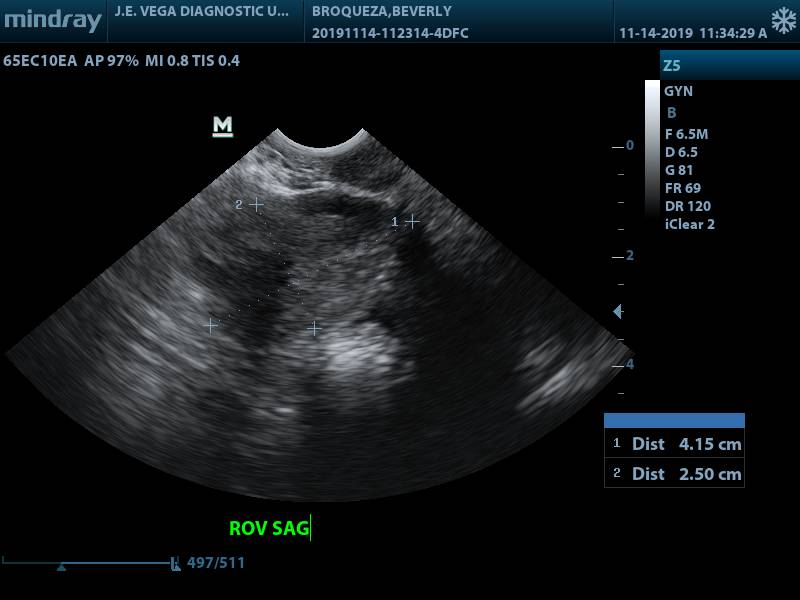 mindray
J.E. VEGA DIAGNOSTIC U...
BROQUEZA,BEVERLY
20191114-112314-4DFC
11-14-2019 11:34:29 A
65EC10EA AP 97% MI 0.8 TIS 0.4
Z5
GYN
B
F 6.5M
D 6.5
G 81
FR 69
DR 120
iClear 2
M
0
2
4
2
1
1 Dist 4.15 cm
2 Dist 2.50 cm
ROV SAG
497/511